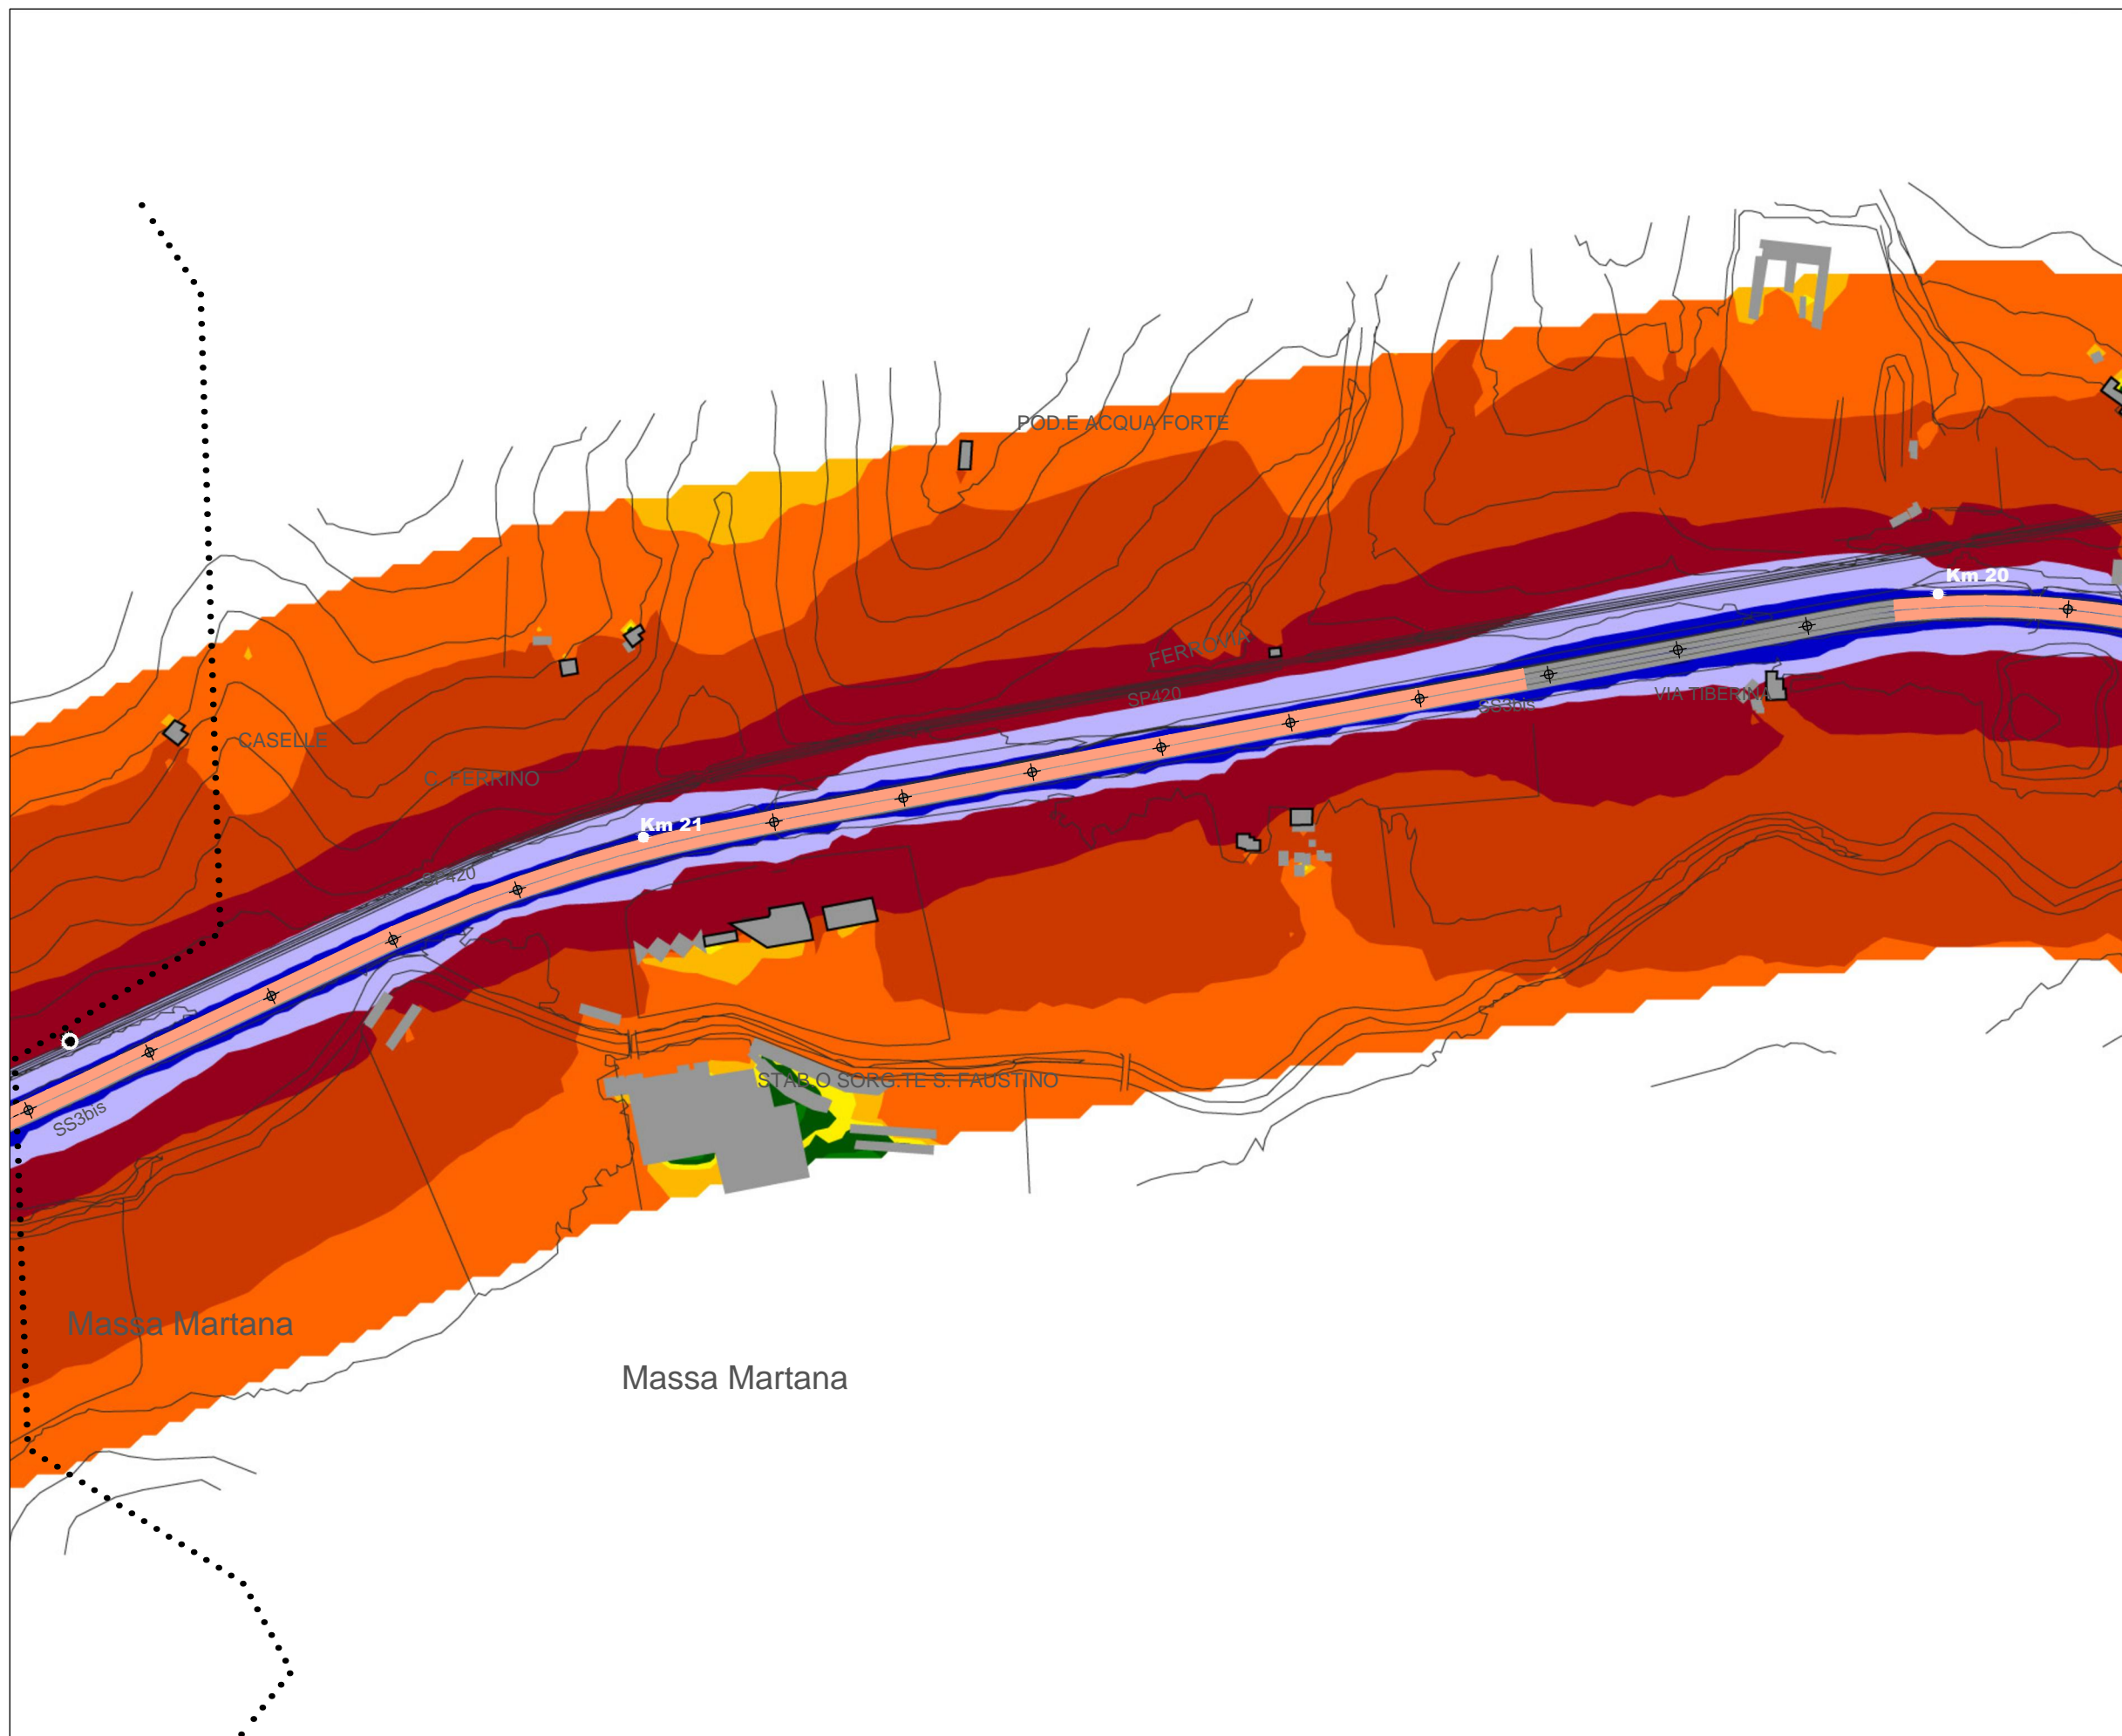 POD.E ACQUA FORTE
Km 20
FERROVIA
SP420
VIA TIBERINA
SS3bis
CASELLE
C. FERRINO
Km 21
SP420
STAB.O SORG.TE S. FAUSTINO
SS3bis
Massa Martana
Massa Martana